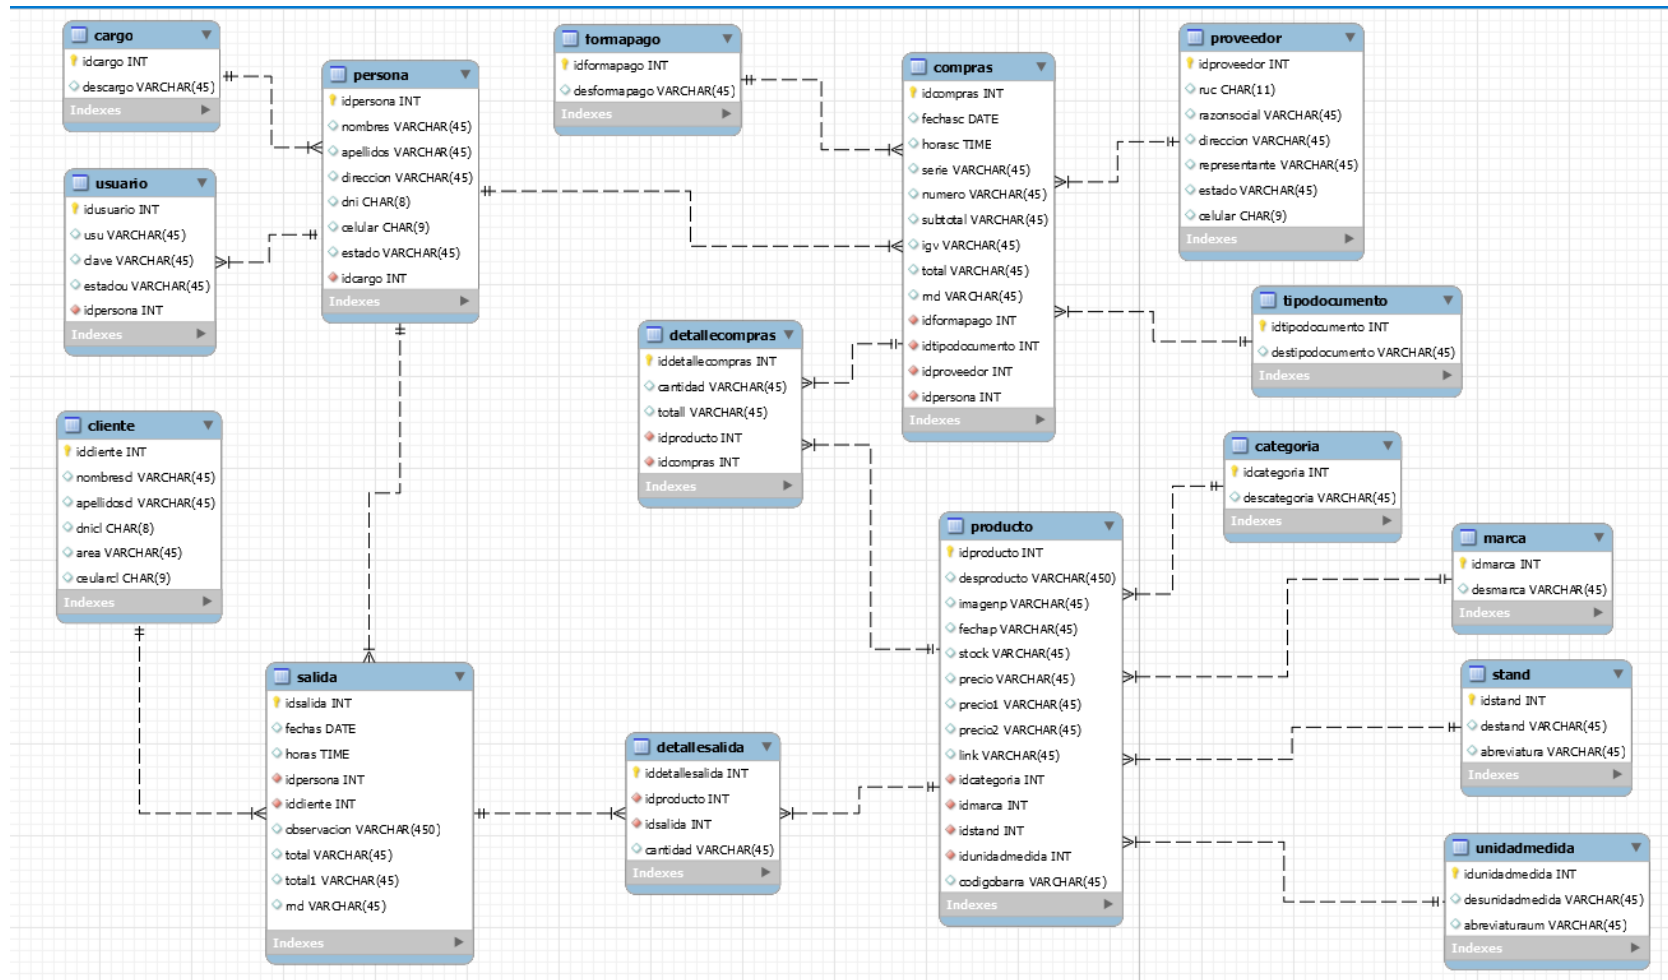 cargo
idcargo INT
descargo VARCHAR(45)
Indexes
persona
idpersona INT
nombres VARCHAR(45)
apellidos VARCHAR(45)
direccion VARCHAR(45)
dni CHAR(8)
celular CHAR(9)
estado VARCHAR(45)
idcargo INT
Indexes
usuario
idusuario INT
usu VARCHAR(45)
clave VARCHAR(45)
estadou VARCHAR(45)
idpersona INT
Indexes
formapago
idformapago INT
desformapago VARCHAR(45)
Indexes
compras
idcompras INT
fechasc DATE
horasc TIME
serie VARCHAR(45)
numero VARCHAR(45)
subtotal VARCHAR(45)
igv VARCHAR(45)
total VARCHAR(45)
md VARCHAR(45)
idformapago INT
idtipodocumento INT
idproveedor INT
idpersona INT
Indexes
proveedor
idproveedor INT
ruc CHAR(11)
razonsocial VARCHAR(45)
direccion VARCHAR(45)
representante VARCHAR(45)
estado VARCHAR(45)
celular CHAR(9)
Indexes
tipodocumento
idtipodocumento INT
destipodocumento VARCHAR(45)
Indexes
detallecompras
iddetallecompras INT
cantidad VARCHAR(45)
totall VARCHAR(45)
idproducto INT
idcompras INT
Indexes
cliente
idcliente INT
nombrescl VARCHAR(45)
apellidoscl VARCHAR(45)
dnicl CHAR(8)
area VARCHAR(45)
ceularcl CHAR(9)
Indexes
categoria
idcategoria INT
descategoria VARCHAR(45)
Indexes
producto
idproducto INT
desproducto VARCHAR(450)
imagenp VARCHAR(45)
fechap VARCHAR(45)
stock VARCHAR(45)
precio VARCHAR(45)
precio1 VARCHAR(45)
precio2 VARCHAR(45)
link VARCHAR(45)
idcategoria INT
idmarca INT
idstand INT
idunidadmedida INT
codigobarra VARCHAR(45)
Indexes
marca
idmarca INT
desmarca VARCHAR(45)
Indexes
stand
idstand INT
destand VARCHAR(45)
abreviatura VARCHAR(45)
Indexes
salida
idsalida INT
fechas DATE
horas TIME
idpersona INT
idcliente INT
observacion VARCHAR(450)
total VARCHAR(45)
total1 VARCHAR(45)
md VARCHAR(45)
Indexes
detallesalida
iddetallesalida INT
idproducto INT
idsalida INT
cantidad VARCHAR(45)
Indexes
unidadmedida
idunidadmedida INT
desunidadmedida VARCHAR(45)
abreviaturaum VARCHAR(45)
Indexes